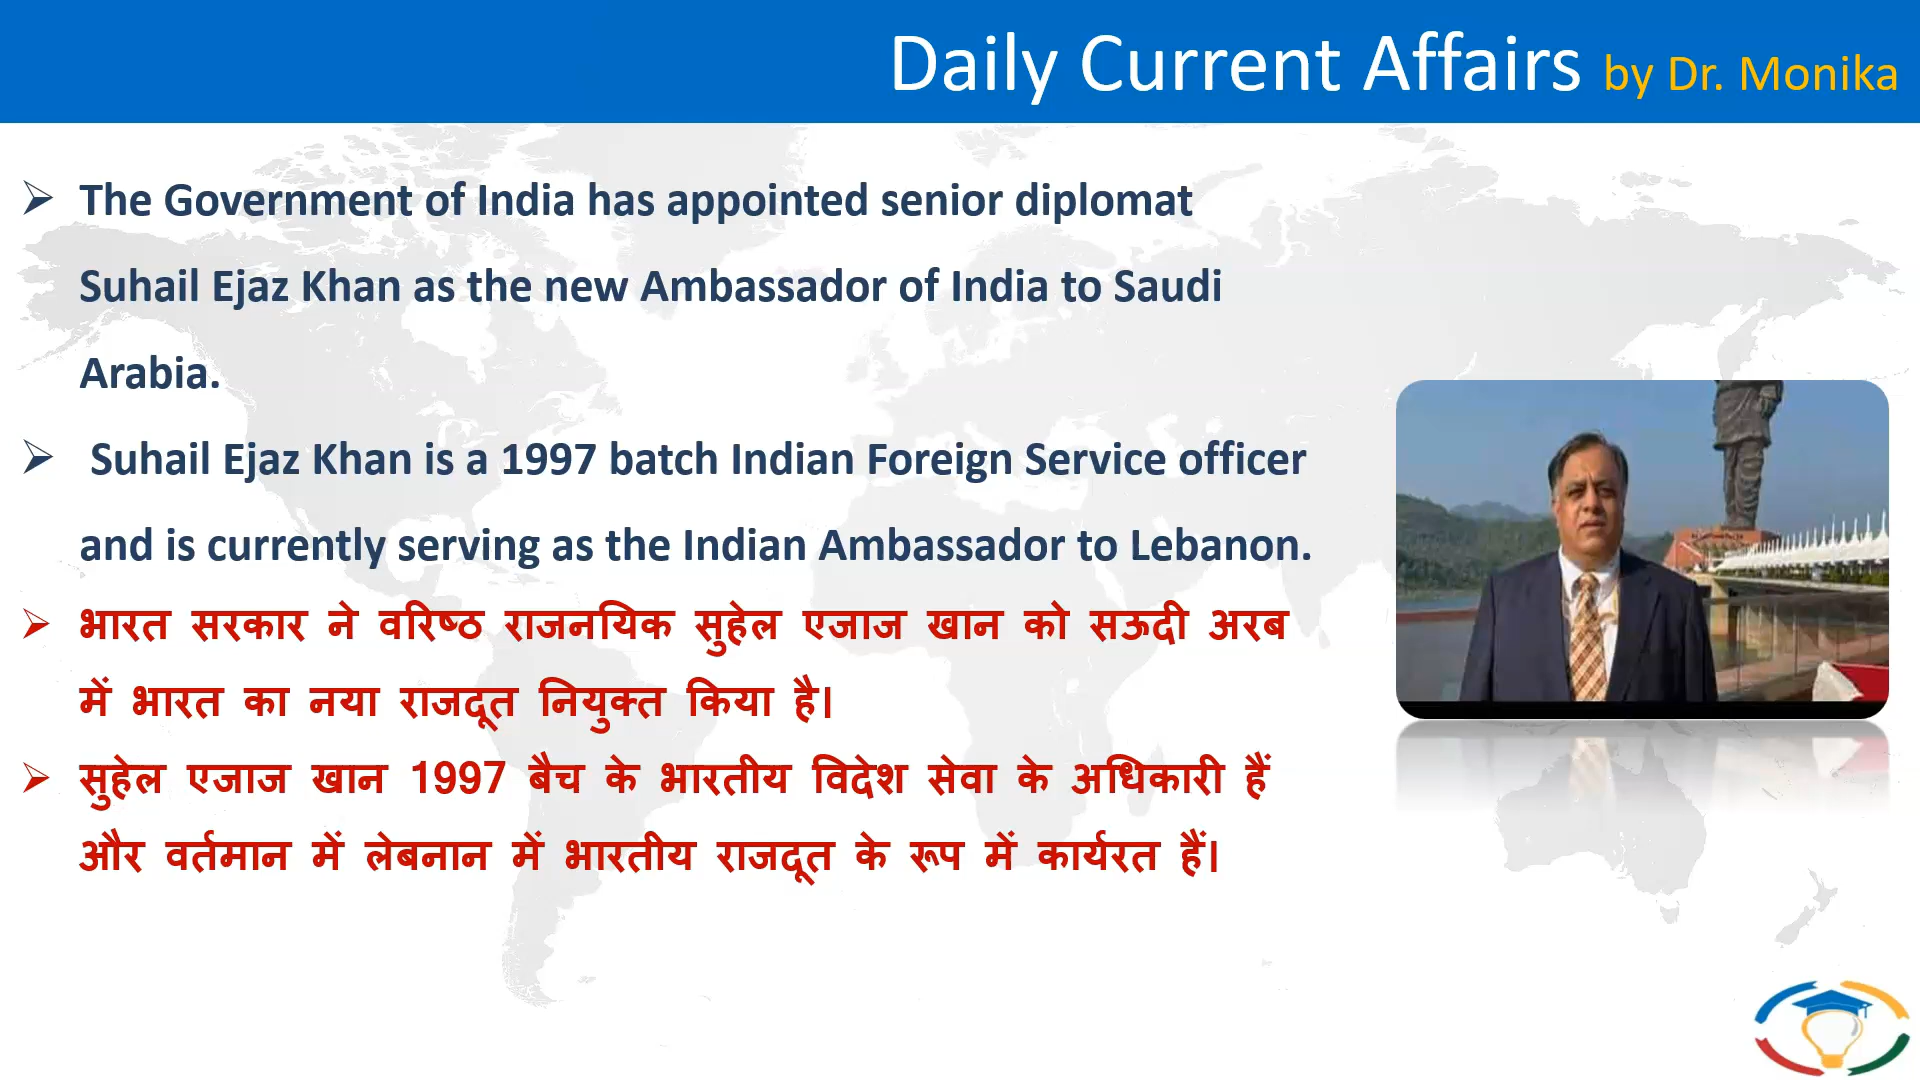 Daily Current Affairs by Dr. Monika
➢ The Government of India has appointed senior diplomat
Suhail Ejaz Khan as the new Ambassador of India to Saudi
Arabia.
➢ Suhail Ejaz Khan is a 1997 batch Indian Foreign Service officer
and is currently serving as the Indian Ambassador to Lebanon.
➢ भारत सरकार ने वरिष्ठ राजनयिक सुहेल एजाज खान को सऊदी अरब
में भारत का नया राजदूत नियुक्त किया है।
➢ सुहेल एजाज खान 1997 बैच के भारतीय विदेश सेवा के अधिकारी हैं
और वर्तमान में लेबनान में भारतीय राजदूत के रूप में कार्यरत हैं।